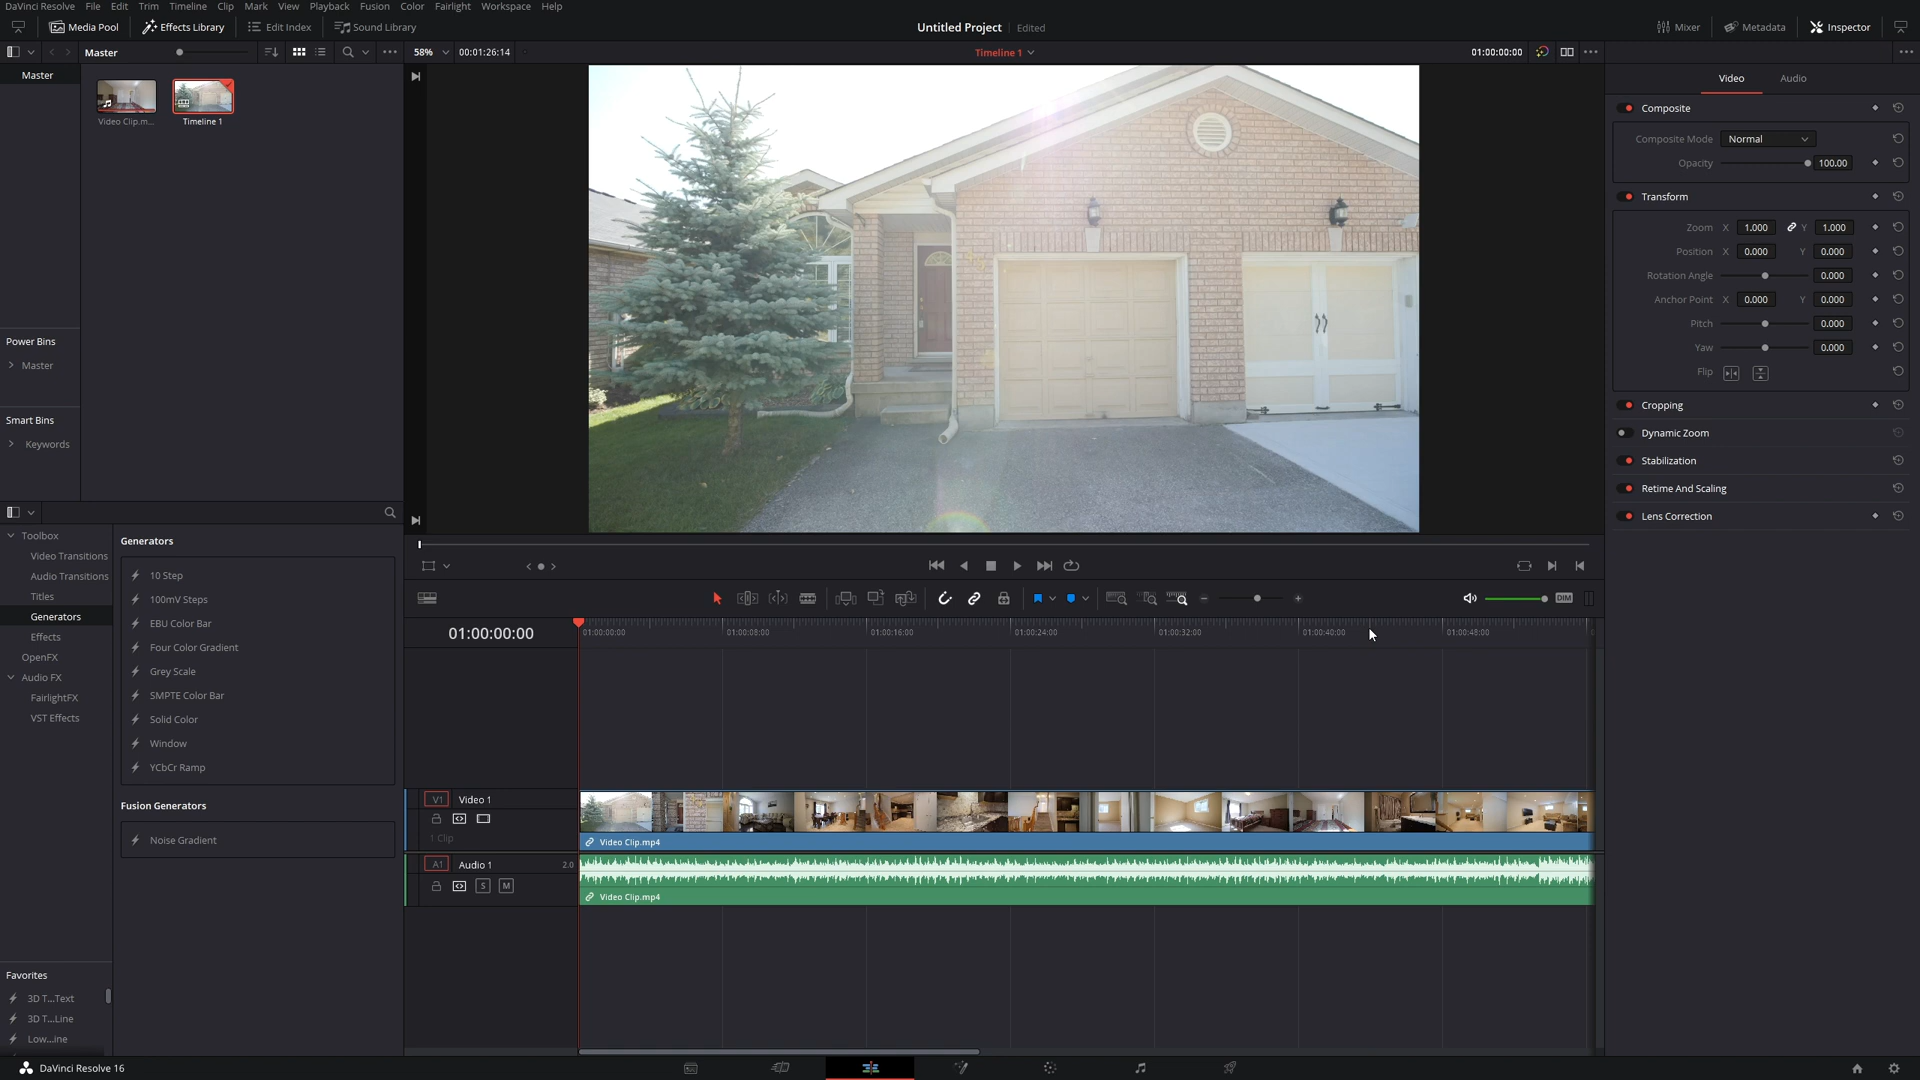 DaVinci Resolve File Edit Trim Timeline Clip Mark View Playback Fusion Color Fairlight Workspace Help
Media Pool Effects Library Edit Index Sound Library Untitled Project Edited Mixer Metadata Inspector
Master 58% 00:01:26:14 Timeline 1 01:00:00:00
Master
Video Audio
Video Clip.m... Timeline 1
Composite
Composite Mode Normal
Opacity 100.00
Transform
Zoom X 1.000 Y 1.000
Position X 0.000 Y 0.000
Rotation Angle 0.000
Anchor Point X 0.000 Y 0.000
Pitch 0.000
Yaw 0.000
Flip
Cropping
Dynamic Zoom
Stabilization
Retime And Scaling
Lens Correction
Power Bins
Master
Smart Bins
Keywords
Toolbox
Video Transitions
Audio Transitions
Titles
Generators
Effects
OpenFX
Audio FX
FairlightFX
VST Effects
Generators
10 Step
100mV Steps
EBU Color Bar
Four Color Gradient
Grey Scale
SMPTE Color Bar
Solid Color
Window
YCbCr Ramp
Fusion Generators
Noise Gradient
Favorites
3D T...Text
3D T...Line
Low...ine
DIM
01:00:00:00 01:00:00:00 01:00:08:00 01:00:16:00 01:00:24:00 01:00:32:00 01:00:40:00 01:00:48:00
V1 Video 1
1 Clip
Video Clip.mp4
A1 Audio 1 2.0
S M
Video Clip.mp4
DaVinci Resolve 16